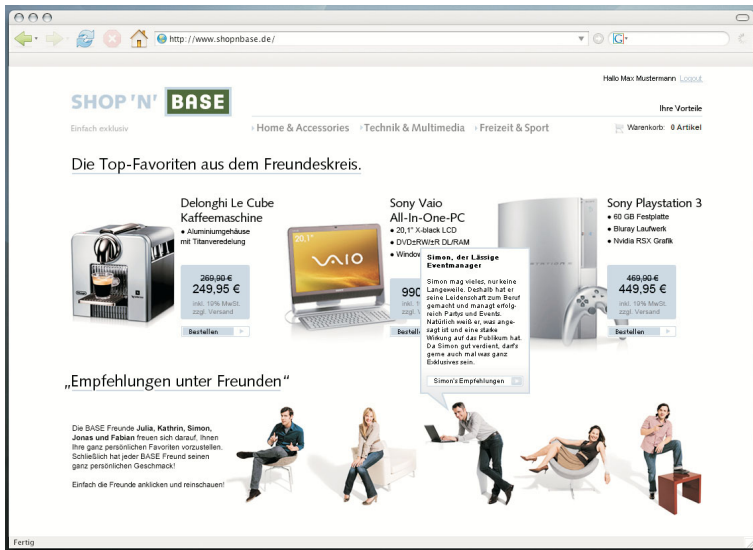 http://www.shopnbase.de/
G
Hallo Max Mustermann Logout
SHOP 'N' BASE
Ihre Vorteile
Einfach exklusiv
Home & Accessories
Technik & Multimedia
Freizeit & Sport
Warenkorb: 0 Artikel
Die Top-Favoriten aus dem Freundeskreis.
Delonghi Le Cube
Kaffeemaschine
• Aluminiumgehäuse
mit Titanveredelung
269,90 €
249,95 €
inkl. 19% MwSt.
zzgl. Versand
Bestellen
20,1"
VAIO
Sony Vaio
All-In-One-PC
• 20,1" X-black LCD
• DVD±RW/±R DL/RAM
• Window
990
inkl. 1
zzgl. V
Bestell
Sony Playstation 3
• 60 GB Festplatte
• Bluray Laufwerk
• Nvidia RSX Grafik
469,90 €
449,95 €
inkl. 19% MwSt.
zzgl. Versand
Bestellen
Simon, der Lässige
Eventmanager
Simon mag vieles, nur keine
Langeweile. Deshalb hat er
seine Leidenschaft zum Beruf
gemacht und managt erfolg-
reich Partys und Events.
Natürlich weiß er, was ange-
sagt ist und eine starke
Wirkung auf das Publikum hat.
Da Simon gut verdient, darf's
gerne auch mal was ganz
Exklusives sein.
Simon's Empfehlungen
„Empfehlungen unter Freunden“
Die BASE Freunde Julia, Kathrin, Simon,
Jonas und Fabian freuen sich darauf, Ihnen
Ihre ganz persönlichen Favoriten vorzustellen.
Schließlich hat jeder BASE Freund seinen
ganz persönlichen Geschmack!
Einfach die Freunde anklicken und reinschauen!
Fertig